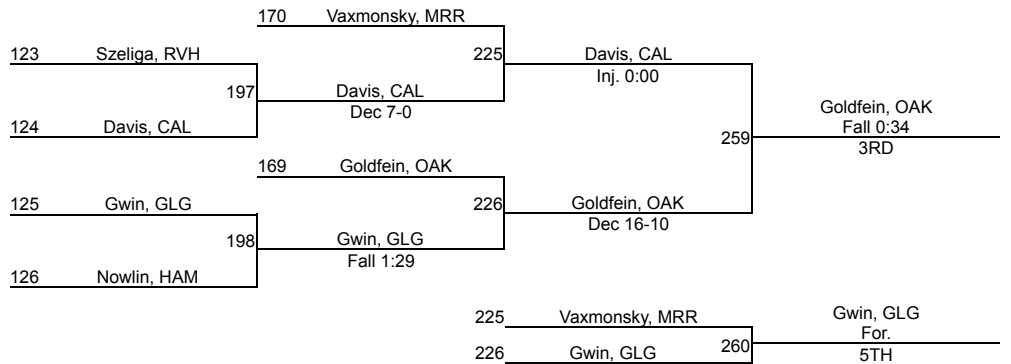 170 Vaxmonsky, MRR
123 Szeliga, RVH 225 Davis, CAL
Inj. 0:00
197 Davis, CAL
Dec 7-0
Goldfein, OAK
124 Davis, CAL Fall 0:34
259
3RD
169 Goldfein, OAK
125 Gwin, GLG 226 Goldfein, OAK
Dec 16-10
198 Gwin, GLG
Fall 1:29
126 Nowlin, HAM
225 Vaxmonsky, MRR Gwin, GLG
For.
226 Gwin, GLG 260 5TH